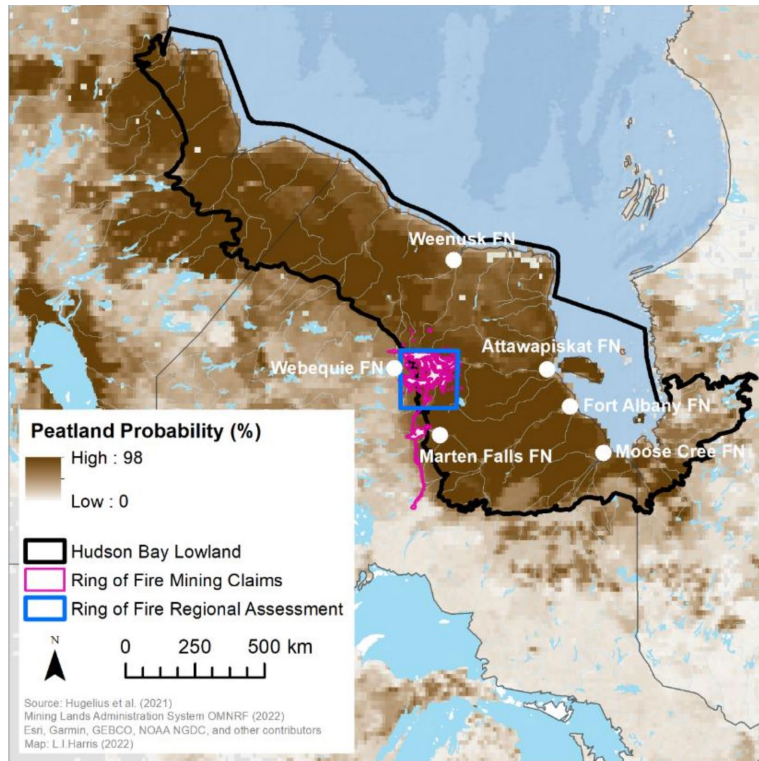 Weenusk FN
Attawapiskat FN
Webequie FN
Fort Albany FN
Marten Falls FN
Moose Cree FN
Peatland Probability (%)
High : 98
Low : 0
Hudson Bay Lowland
Ring of Fire Mining Claims
Ring of Fire Regional Assessment
N
0 250 500 km
Source: Hugelius et al. (2021)
Mining Lands Administration System OMNRF (2022)
Esri, Garmin, GEBCO, NOAA NGDC, and other contributors
Map: L.I.Harris (2022)